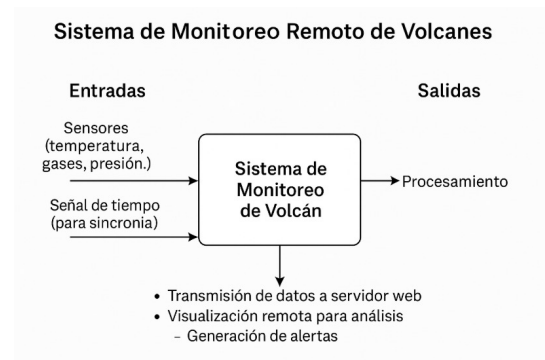 Sistema de Monitoreo Remoto de Volcanes
Entradas
Salidas
Sensores
(temperatura,
gases, presión.)
Señal de tiempo
(para sincronia)
Sistema de
Monitoreo
de Volcán
Procesamiento
• Transmisión de datos a servidor web
• Visualización remota para análisis
– Generación de alertas